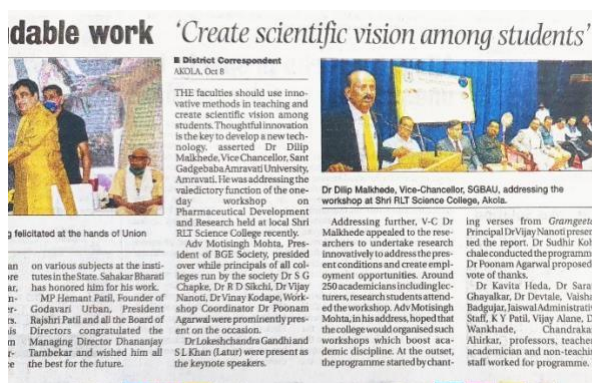 dable work
g felicitated at the hands of Union
an on various subjects at the insti-
ore tutes in the State. Sahakar Bharati
ar, has honored him for his work.
MP Hemant Patil, Founder of
Godavari Urban, President
Rajshri Patil and all the Board of
Directors congratulated the
Managing Director Dhananjay
Tambekar and wished him all
the best for the future.
'Create scientific vision among students'
■ District Correspondent
AKOLA, Oct 8
THE faculties should use inno-
vative methods in teaching and
create scientific vision among
students. Thoughtful innovation
is the key to develop a new tech-
nology, asserted Dr Dilip
Malkhede, Vice Chancellor, Sant
Gadgebaba Amravati University,
Amravati. He was addressing the
valedictory function of the one-
day workshop on
Pharmaceutical Development
and Research held at local Shri
RLT Science College recently.
Adv Motisingh Mohta, Pres-
ident of BGE Society, presided
over while principals of all col-
leges run by the society Dr S G
Chapke, Dr R D Sikchi, Dr Vijay
Nanoti, Dr Vinay Kodape, Work-
shop Coordinator Dr Poonam
Agarwal were prominently pres-
ent on the occasion.
Dr Lokeshchandra Gandhi and
S L Khan (Latur) were present as
the keynote speakers.
Dr Dilip Malkhede, Vice-Chancellor, SGBAU, addressing the
workshop at Shri RLT Science College, Akola.
Addressing further, V-C Dr
Malkhede appealed to the rese-
archers to undertake research
innovatively to address the pres-
ent conditions and create empl-
oyment opportunities. Around
250 academicians including lec-
turers, research students attend-
ed the workshop. Adv Motisingh
Mohta, in his address, hoped that
the college would organised such
workshops which boost aca-
demic discipline. At the outset,
the programme started by chant-
ing verses from Gramgeeta
Principal Dr Vijay Nanoti presen
ted the report. Dr Sudhir Koh
chale conducted the programm
Dr Poonam Agarwal proposed
vote of thanks.
Dr Kavita Heda, Dr Sara
Ghayalkar, Dr Devtale, Vaisha
Badgujar, Jaiswal Administrativ
Staff, K Y Patil, Vijay Alane, D
Wankhade, Chandraka
Ahirkar, professors, teache
academician and non-teachin
staff worked for programme.